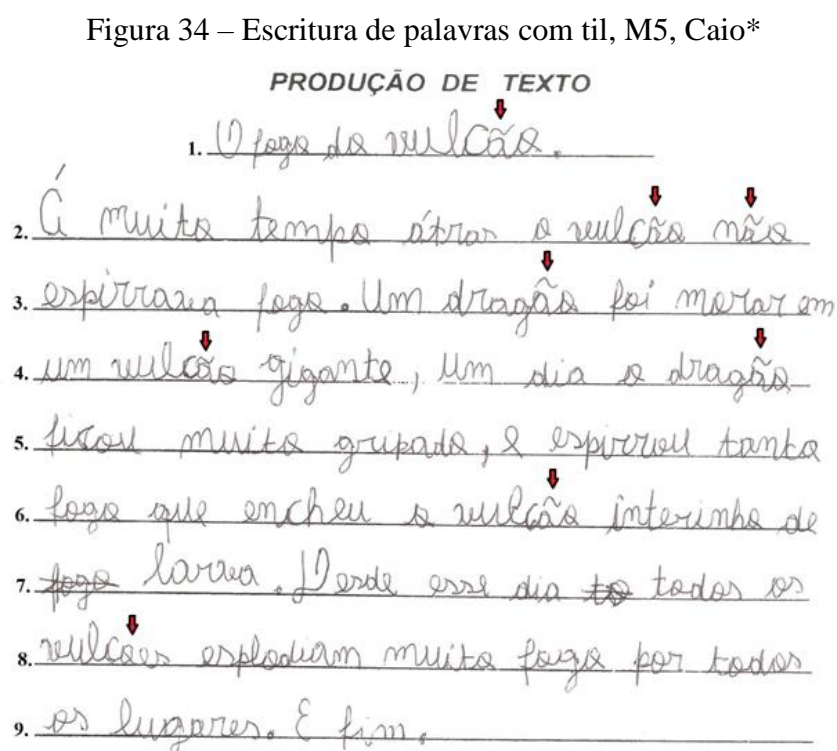 Figura 34 – Escritura de palavras com til, M5, Caio*
PRODUÇÃO DE TEXTO
1. O fogo do vulcão.
2. Á muito tempo átras o vulcão não
3. espirrava fogo. Um dragão foi morar em
4. um vulcão gigante, Um dia o dragão
5. ficou muito gripado, e espirrou tanto
6. fogo que encheu o vulcão interinho de
7. fogo larva. Desde esse dia to todos os
8. vulcões esplodiam muito fogo por todos
9. os lugares. E fim.